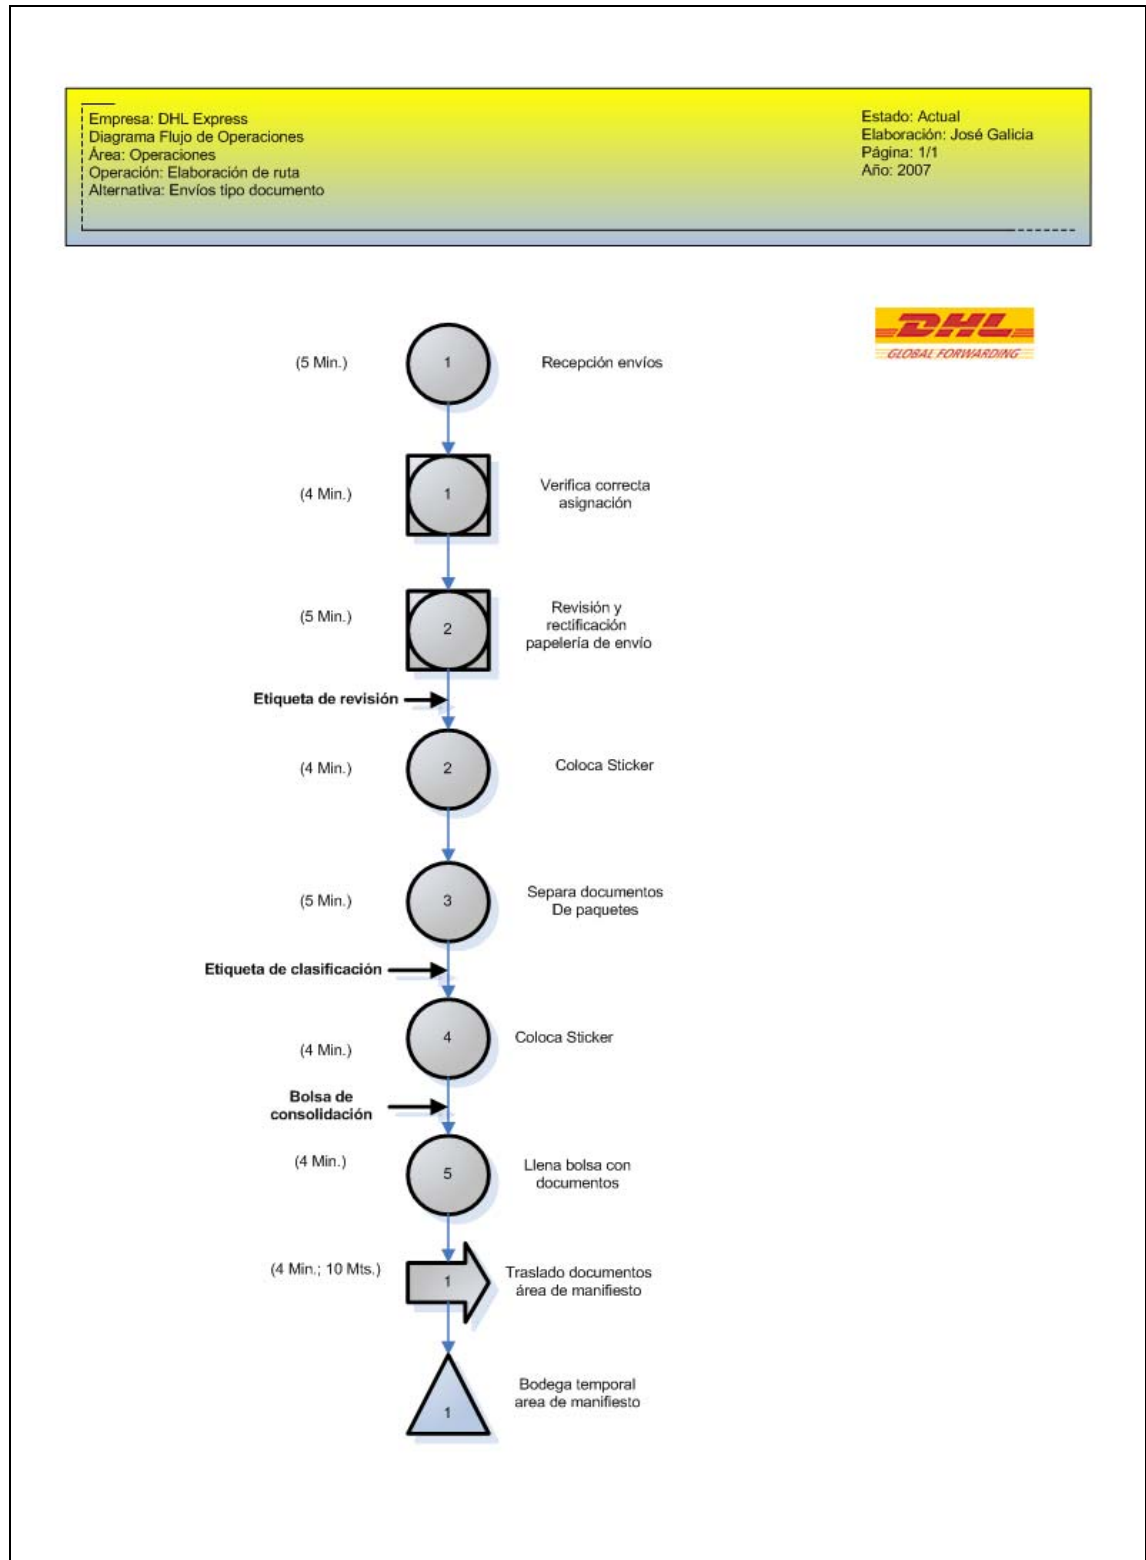 Empresa: DHL Express
Diagrama Flujo de Operaciones
Área: Operaciones
Operación: Elaboración de ruta
Alternativa: Envíos tipo documento
Estado: Actual
Elaboración: José Galicia
Página: 1/1
Año: 2007
DHL
GLOBAL FORWARDING
(5 Min.)
1
Recepción envíos
(4 Min.)
1
Verifica correcta
asignación
(5 Min.)
2
Revisión y
rectificación
papelería de envío
Etiqueta de revisión
(4 Min.)
2
Coloca Sticker
(5 Min.)
3
Separa documentos
De paquetes
Etiqueta de clasificación
(4 Min.)
4
Coloca Sticker
Bolsa de
consolidación
(4 Min.)
5
Llena bolsa con
documentos
(4 Min.; 10 Mts.)
1
Traslado documentos
área de manifiesto
1
Bodega temporal
area de manifiesto